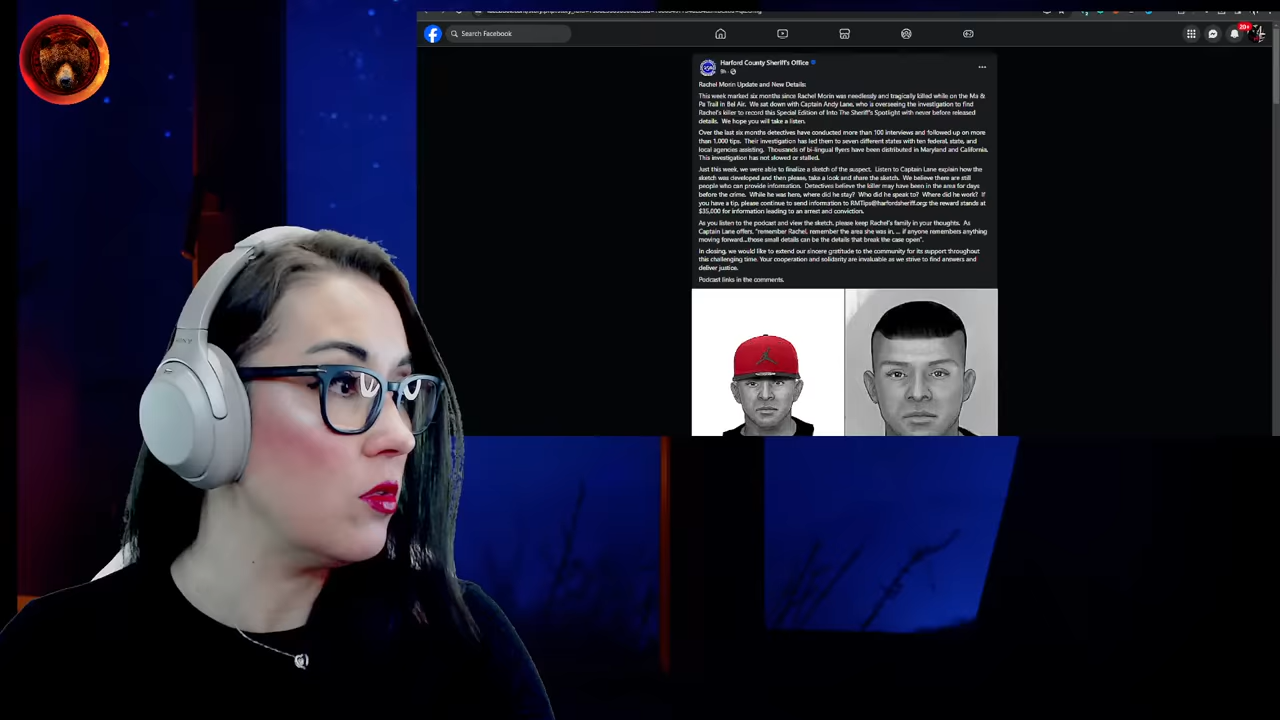 Search Facebook
20+
Harford County Sheriff's Office
9h
Rachel Morin Update and New Details:
This week marked six months since Rachel Morin was needlessly and tragically killed while on the Ma &
Pa Trail in Bel Air. We sat down with Captain Andy Lane, who is overseeing the investigation to find
Rachel's killer to record this Special Edition of Into The Sheriff's Spotlight with never before released
details. We hope you will take a listen.
Over the last six months detectives have conducted more than 100 interviews and followed up on more
than 1,000 tips. Their investigation has led them to seven different states with ten federal, state, and
local agencies assisting. Thousands of bi-lingual flyers have been distributed in Maryland and California.
This investigation has not slowed or stalled.
Just this week, we were able to finalize a sketch of the suspect. Listen to Captain Lane explain how the
sketch was developed and then please, take a look and share the sketch. We believe there are still
people who can provide information. Detectives believe the killer may have been in the area for days
before the crime. While he was here, where did he stay? Who did he speak to? Where did he work? If
you have a tip, please continue to send information to RMTips@harfordsheriff.org; the reward stands at
$35,000 for information leading to an arrest and conviction.
As you listen to the podcast and view the sketch, please keep Rachel's family in your thoughts. As
Captain Lane offers, "remember Rachel, remember the area she was in, ... if anyone remembers anything
moving forward...those small details can be the details that break the case open".
In closing, we would like to extend our sincere gratitude to the community for its support throughout
this challenging time. Your cooperation and solidarity are invaluable as we strive to find answers and
deliver justice.
Podcast links in the comments.
SONY